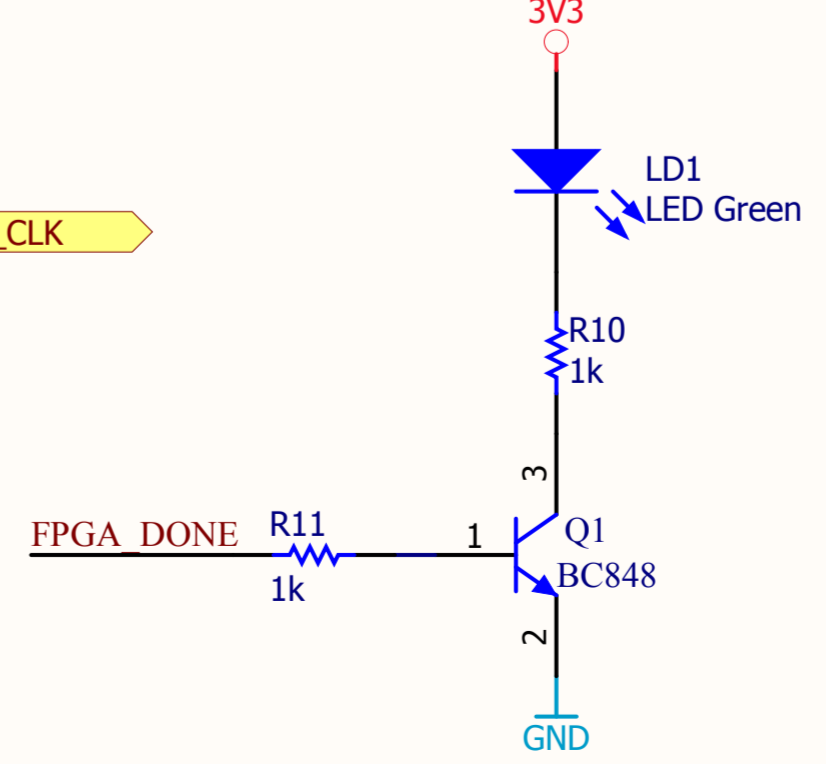 3V3
LD1
LED Green
_CLK
R10
1k
3
FPGA_DONE
R11
1k
1
Q1
BC848
2
GND